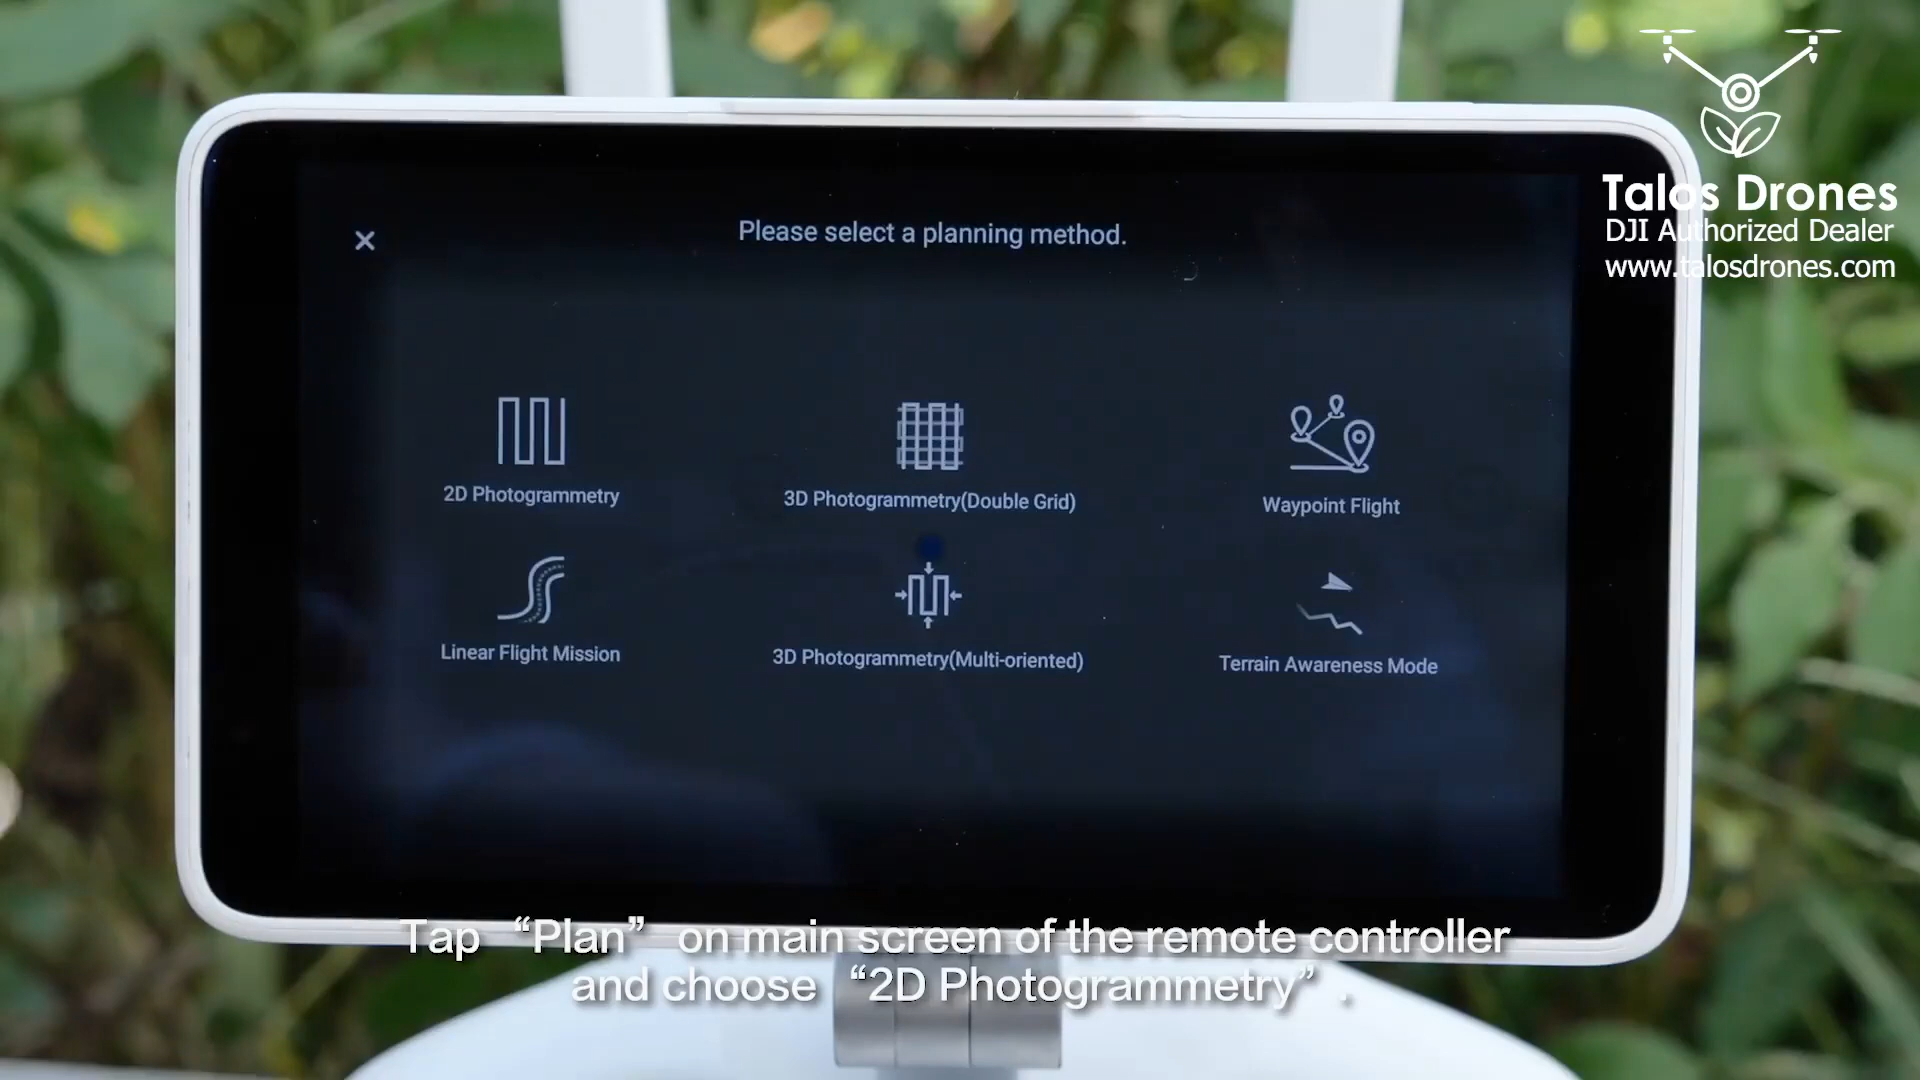 Talos Drones
DJI Authorized Dealer
www.talosdrones.com
Please select a planning method.
2D Photogrammetry
3D Photogrammetry(Double Grid)
Waypoint Flight
Linear Flight Mission
3D Photogrammetry(Multi-oriented)
Terrain Awareness Mode
Tap “Plan” on main screen of the remote controller
and choose “2D Photogrammetry”.